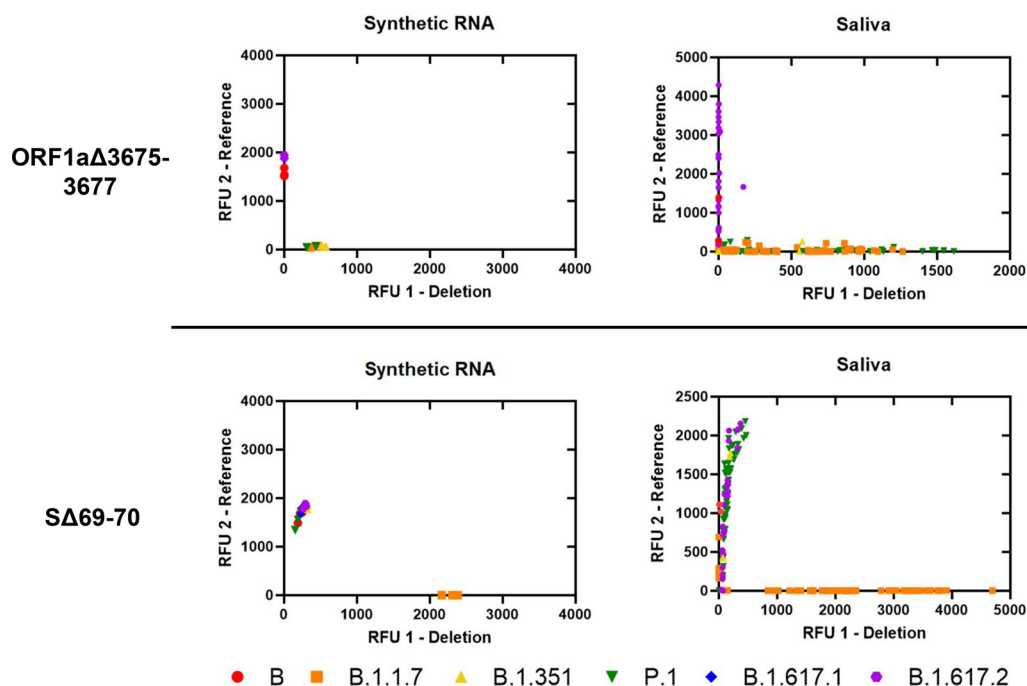 Synthetic RNA
Saliva
ORF1aΔ3675-
3677
RFU 2 - Reference
4000
3000
2000
1000
0
0 1000 2000 3000 4000
RFU 1 - Deletion
RFU 2 - Reference
5000
4000
3000
2000
1000
0
0 500 1000 1500 2000
RFU 1 - Deletion
Synthetic RNA
Saliva
SΔ69-70
RFU 2 - Reference
4000
3000
2000
1000
0
0 1000 2000 3000 4000
RFU 1 - Deletion
RFU 2 - Reference
2500
2000
1500
1000
500
0
0 1000 2000 3000 4000 5000
RFU 1 - Deletion
B B.1.1.7 B.1.351 P.1 B.1.617.1 B.1.617.2